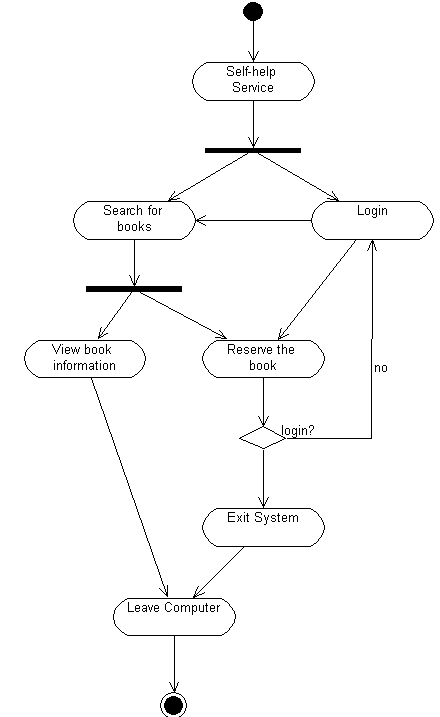 Self-help
Service
Search for
books
Login
View book
information
Reserve the
book
no
login?
Exit System
Leave Computer